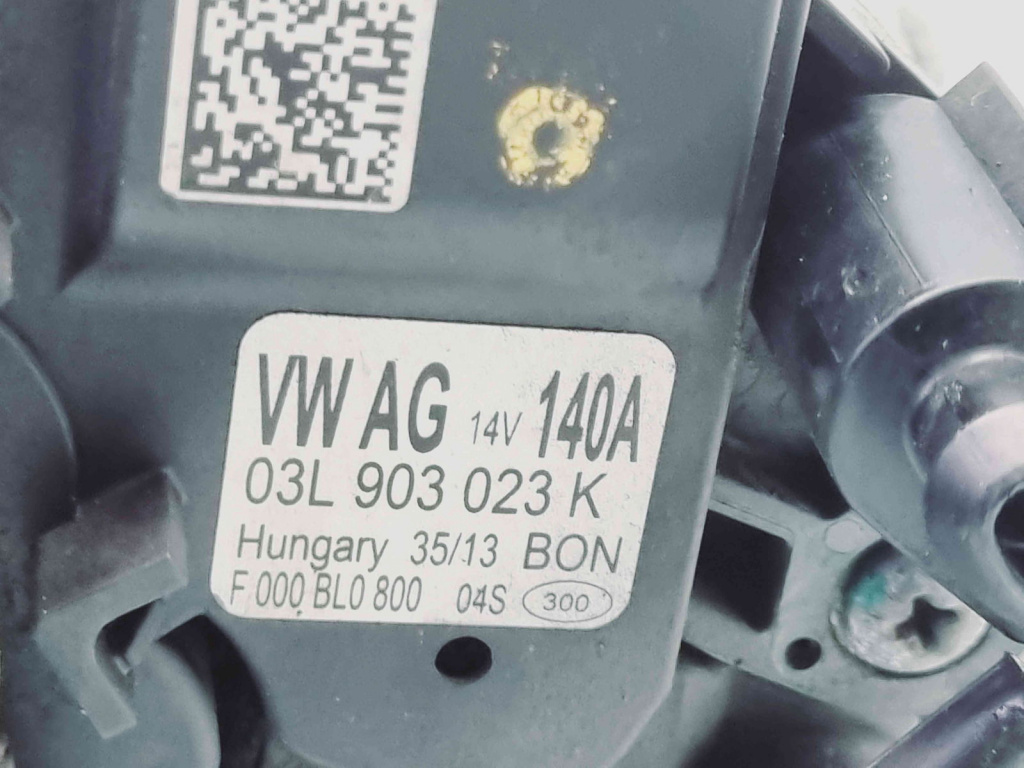 VW AG 14V 140A
03L 903 023 K
Hungary 35/13 BON
F 000 BL0 800 04S 300